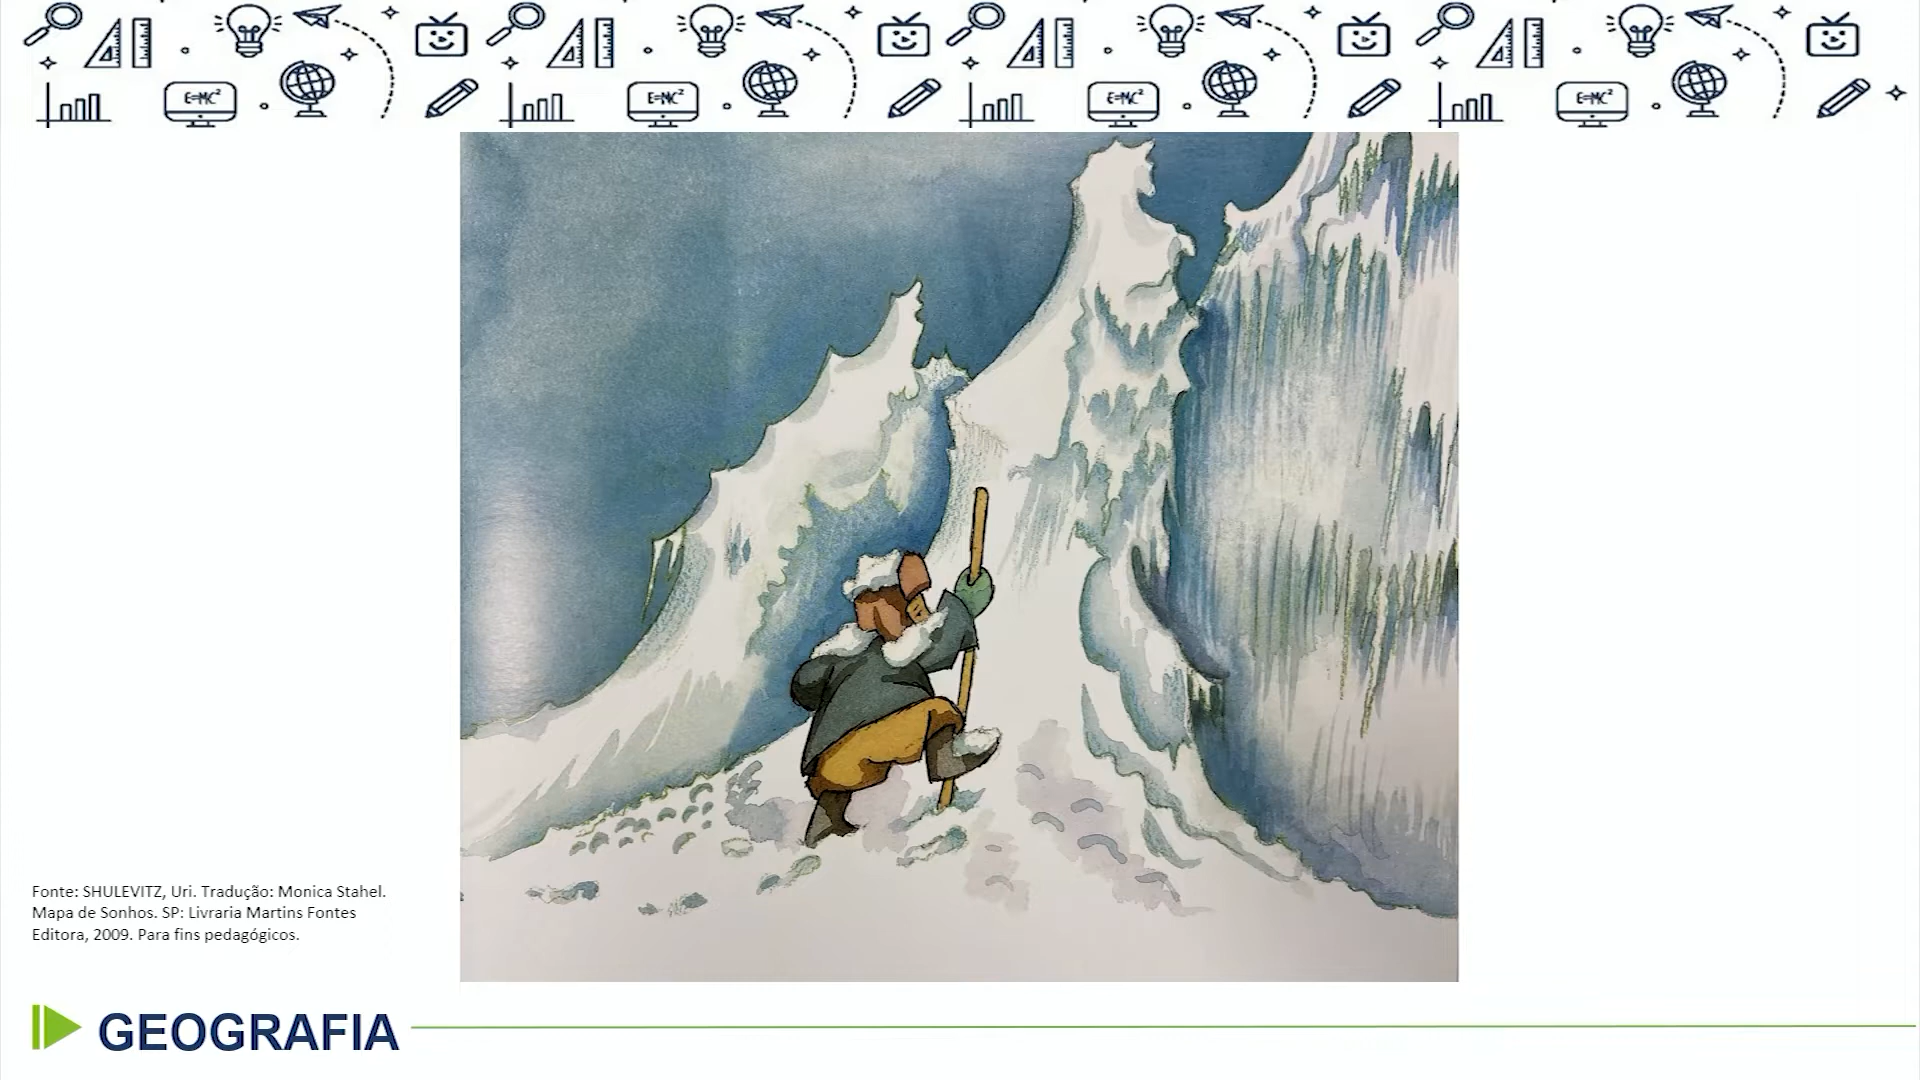 E=MC²
E=MC²
E=MC²
E=MC²
Fonte: SHULEVITZ, Uri. Tradução: Monica Stahel.
Mapa de Sonhos. SP: Livraria Martins Fontes
Editora, 2009. Para fins pedagógicos.
GEOGRAFIA